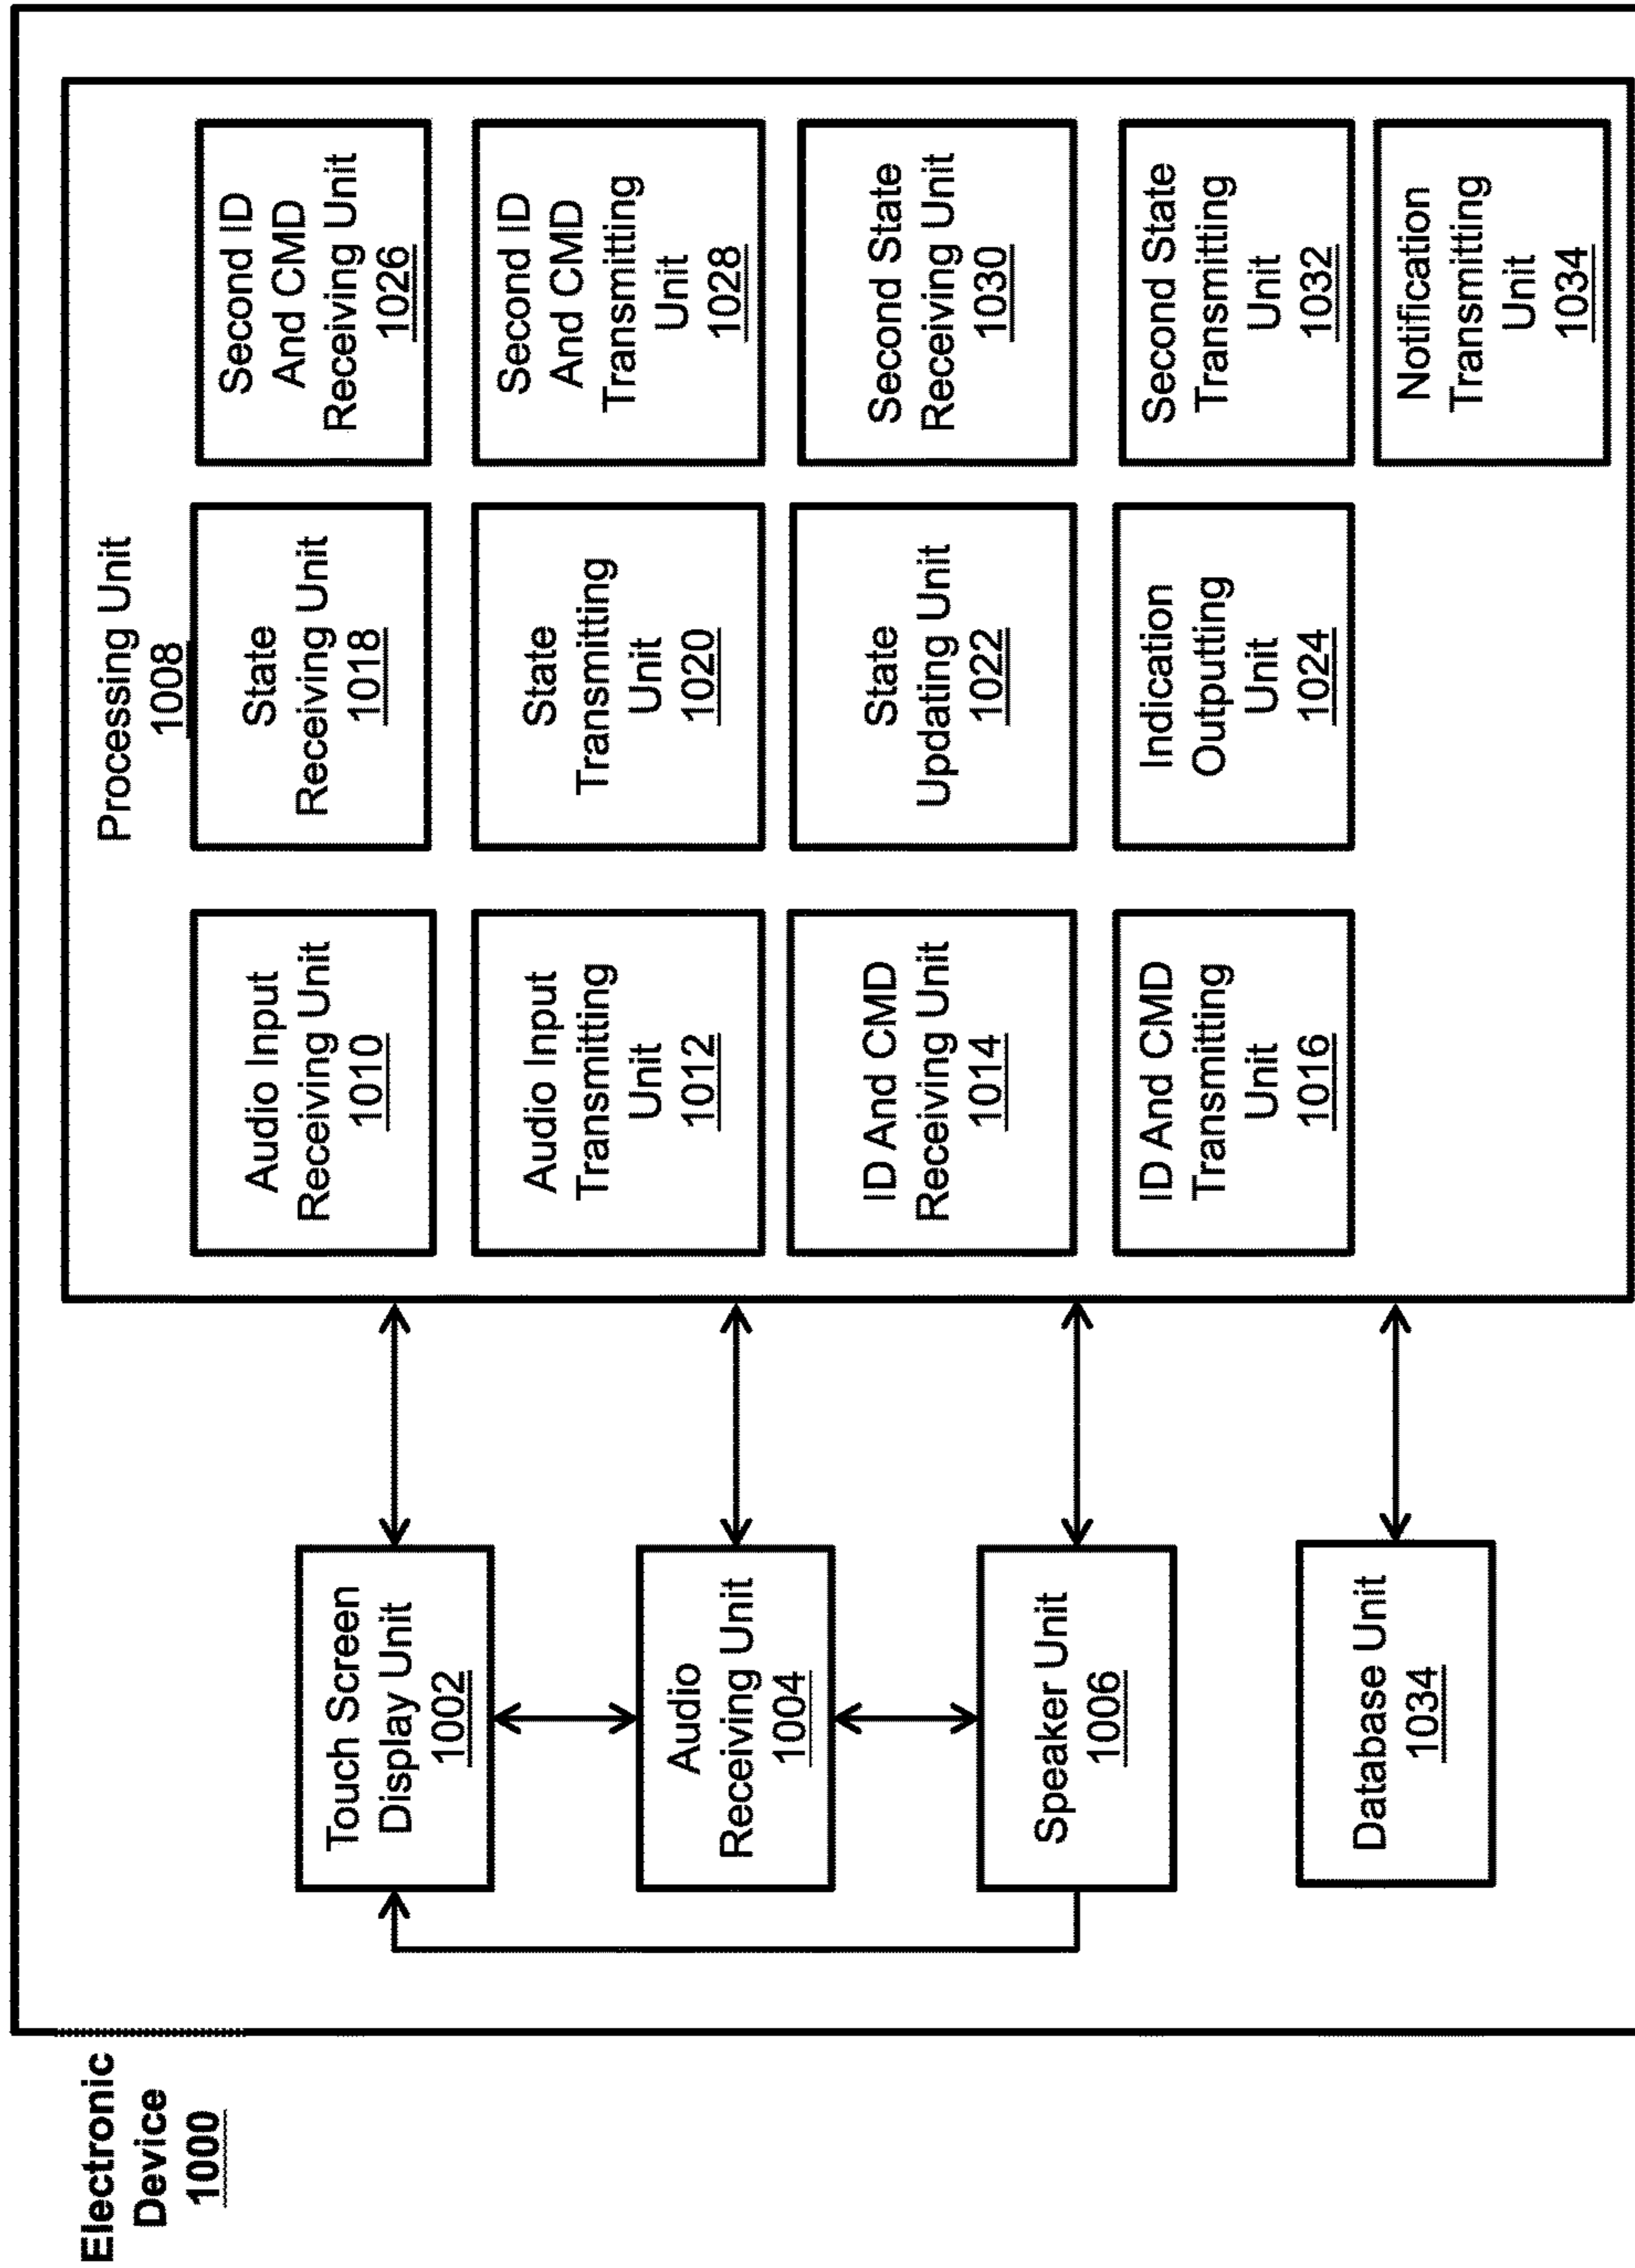 Electronic
Device
1000
Touch Screen
Display Unit
1002
Audio
Receiving Unit
1004
Speaker Unit
1006
Database Unit
1034
Processing Unit
1008
Audio Input
Receiving Unit
1010
Audio Input
Transmitting
Unit
1012
ID And CMD
Receiving Unit
1014
ID And CMD
Transmitting
Unit
1016
State
Receiving Unit
1018
State
Transmitting
Unit
1020
State
Updating Unit
1022
Indication
Outputting
Unit
1024
Second ID
And CMD
Receiving Unit
1026
Second ID
And CMD
Transmitting
Unit
1028
Second State
Receiving Unit
1030
Second State
Transmitting
Unit
1032
Notification
Transmitting
Unit
1034